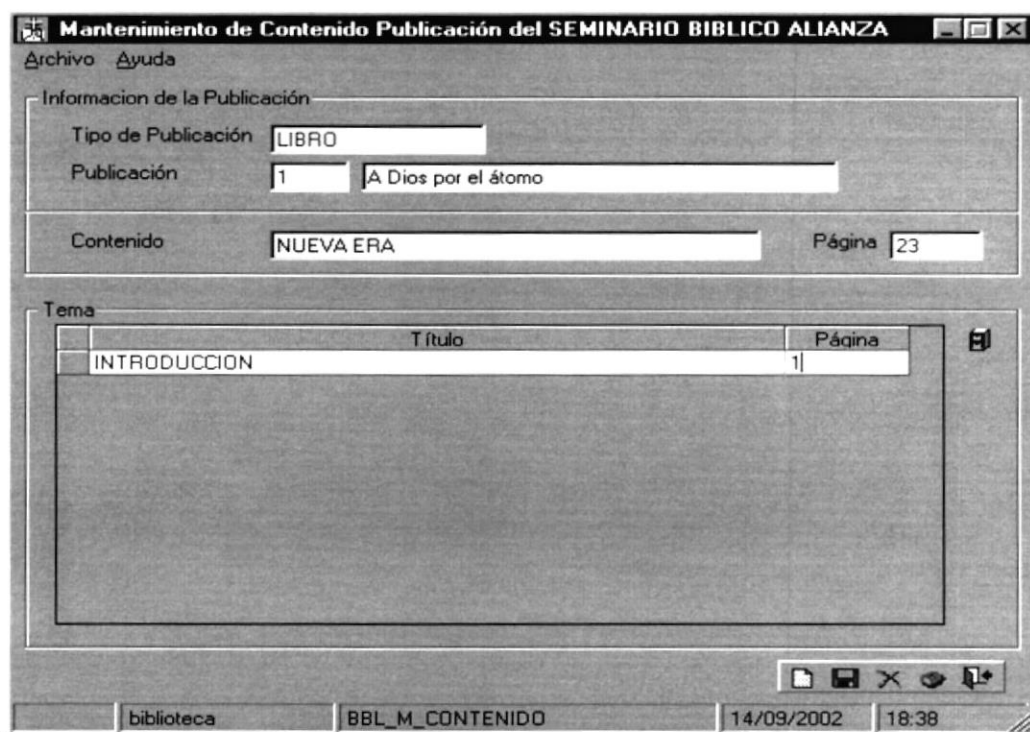 Mantenimiento de Contenido Publicación del SEMINARIO BIBLICO ALIANZA
Archivo Ayuda
Informacion de la Publicación
Tipo de Publicación LIBRO
Publicación 1 A Dios por el átomo
Contenido NUEVA ERA Página 23
Tema
Título Página
INTRODUCCION 1
biblioteca BBL_M_CONTENIDO 14/09/2002 18:38